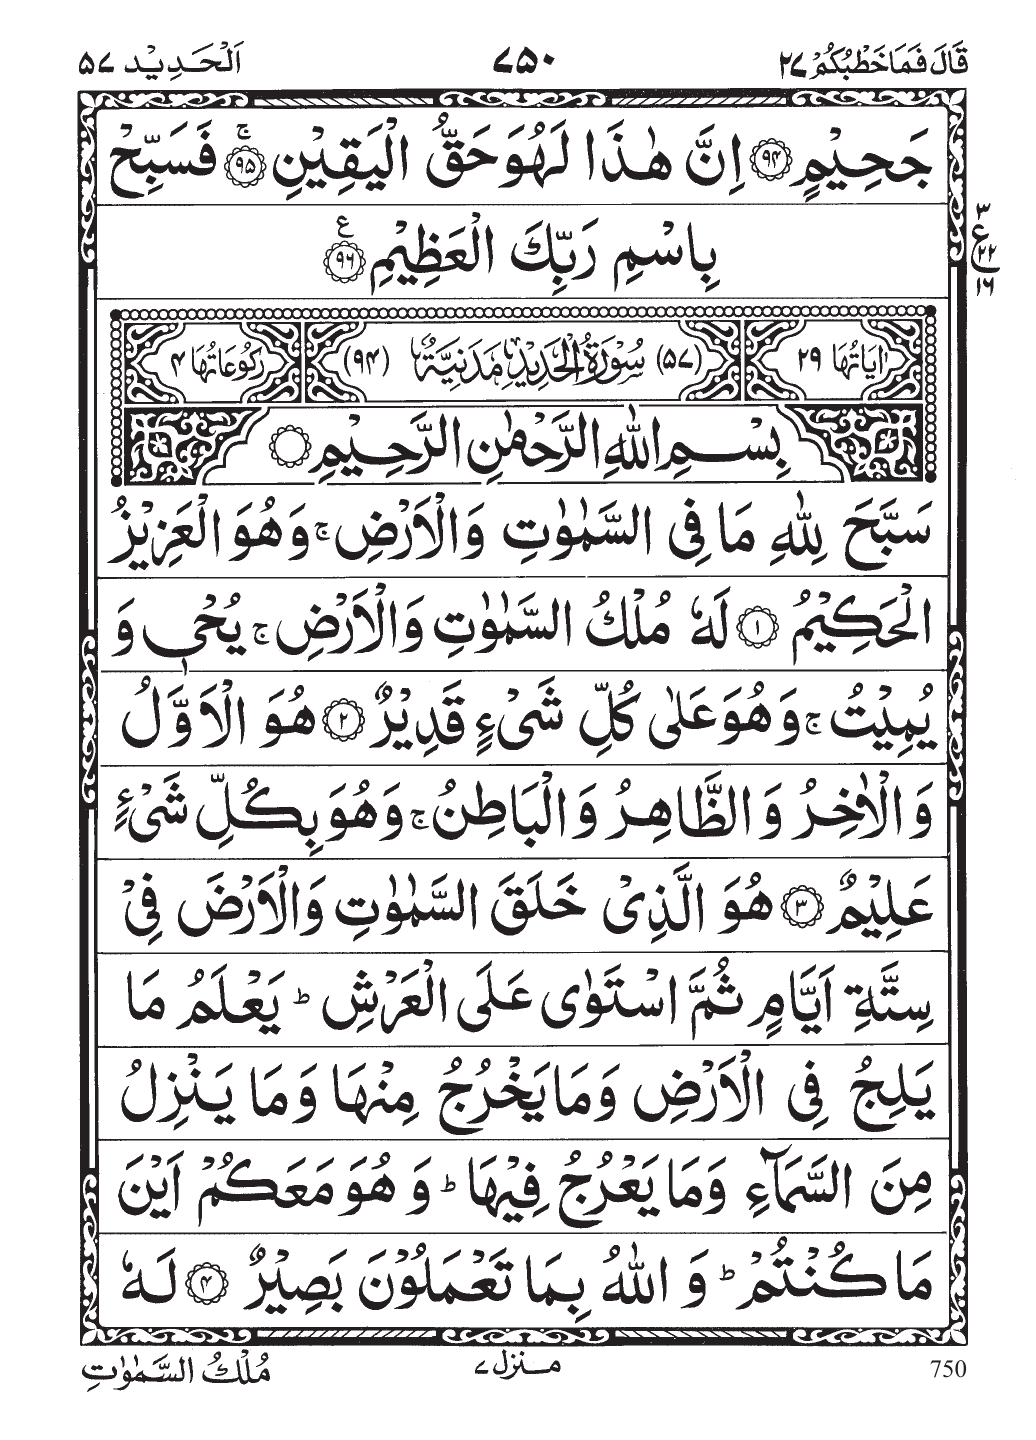 قَالَ فَمَا خَطْبُكُمْ ٢٧
٧٥٠
اَلْحَدِيْد ٥٧
جَحِيْمٍ ﴿٩٤﴾ اِنَّ هٰذَا لَهُوَ حَقُّ الْيَقِيْنِ ﴿٩٥﴾ ۚ فَسَبِّحْ
بِاسْمِ رَبِّكَ الْعَظِيْمِ ﴿٩٦﴾ ع
٣
ع
٢٢
١٦
اٰيَاتُهَا ٢٩
(٥٧) سُوْرَةُ الْحَدِيْدِ مَدَنِيَّةٌ (٩٤)
رُكُوْعَاتُهَا ٤
بِسْمِ اللّٰهِ الرَّحْمٰنِ الرَّحِيْمِ
سَبَّحَ لِلّٰهِ مَا فِى السَّمٰوٰتِ وَالْاَرْضِ ۚ وَهُوَ الْعَزِيْزُ
الْحَكِيْمُ ﴿١﴾ لَهٗ مُلْكُ السَّمٰوٰتِ وَالْاَرْضِ ۚ يُحْىٖ وَ
يُمِيْتُ ۚ وَهُوَ عَلٰى كُلِّ شَىْءٍ قَدِيْرٌ ﴿٢﴾ هُوَ الْاَوَّلُ
وَالْاٰخِرُ وَالظَّاهِرُ وَالْبَاطِنُ ۚ وَهُوَ بِكُلِّ شَىْءٍ
عَلِيْمٌ ﴿٣﴾ هُوَ الَّذِىْ خَلَقَ السَّمٰوٰتِ وَالْاَرْضَ فِىْ
سِتَّةِ اَيَّامٍ ثُمَّ اسْتَوٰى عَلَى الْعَرْشِ ؕ يَعْلَمُ مَا
يَلِجُ فِى الْاَرْضِ وَمَا يَخْرُجُ مِنْهَا وَمَا يَنْزِلُ
مِنَ السَّمَآءِ وَمَا يَعْرُجُ فِيْهَا ؕ وَهُوَ مَعَكُمْ اَيْنَ
مَا كُنْتُمْ ؕ وَ اللّٰهُ بِمَا تَعْمَلُوْنَ بَصِيْرٌ ﴿٤﴾ لَهٗ
750
مـنزل ٧
مُلْكُ السَّمٰوٰتِ